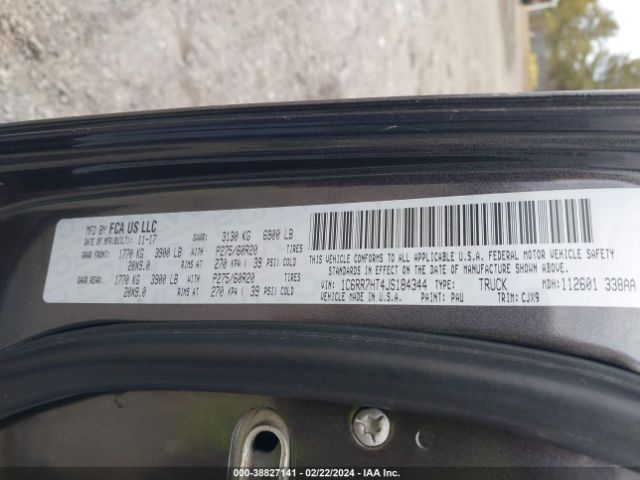 MFD BY FCA US LLC
DATE OF MFR(BUILT): 11-17 GVWR: 3130 KG 6900 LB
GAWR FRONT: 1770 KG 3900 LB WITH P275/60R20 TIRES
20X9.0 RIMS AT 270 KPA ( 39 PSI) COLD
GAWR REAR: 1770 KG 3900 LB WITH P275/60R20 TIRES
20X9.0 RIMS AT 270 KPA ( 39 PSI) COLD
THIS VEHICLE CONFORMS TO ALL APPLICABLE U.S.A. FEDERAL MOTOR VEHICLE SAFETY
STANDARDS IN EFFECT ON THE DATE OF MANUFACTURE SHOWN ABOVE.
VIN: 1C6RR7HT4JS184344 TYPE: TRUCK MDH: 112601 338AA
VEHICLE MADE IN U.S.A. PAINT: PAU TRIM: CJX9
000-38827141 - 02/22/2024 - IAA Inc.